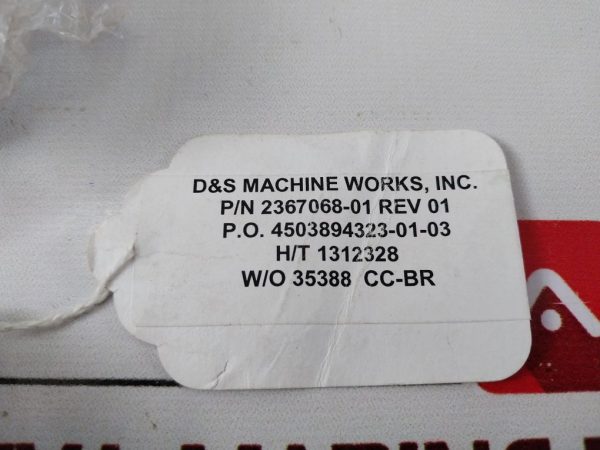 D&S MACHINE WORKS, INC.
P/N 2367068-01 REV 01
P.O. 4503894323-01-03
H/T 1312328
W/O 35388 CC-BR